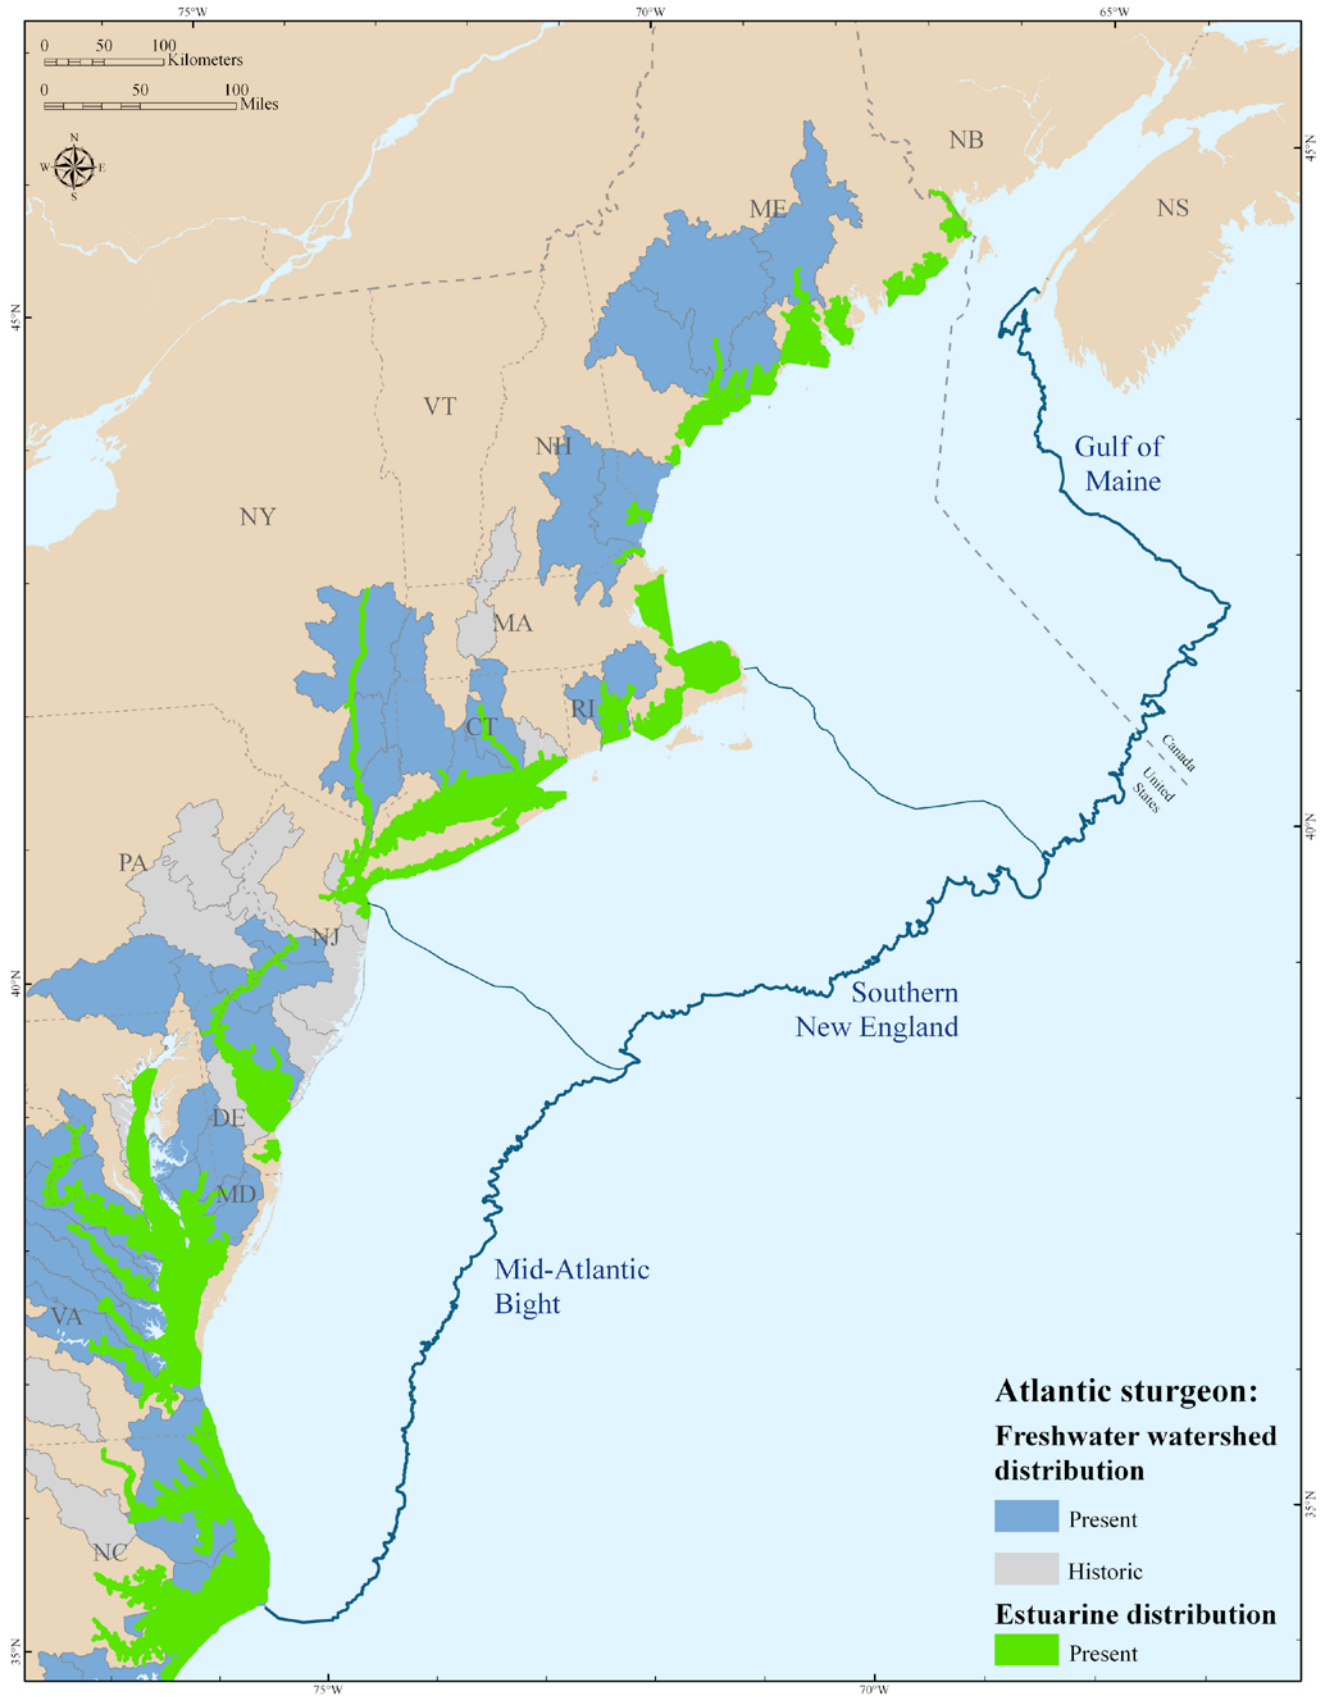 75°W 70°W 65°W
0 50 100
Kilometers
0 50 100
Miles
N
W E
S
NB
45°N
ME
NS
45°N
VT
NH
Gulf of
Maine
NY
MA
RI
CT
Canada
United
States
40°N
PA
NJ
40°N
Southern
New England
DE
MD
Mid-Atlantic
Bight
VA
Atlantic sturgeon:
Freshwater watershed
distribution
Present
35°N
NC
Historic
Estuarine distribution
Present
35°N
75°W 70°W